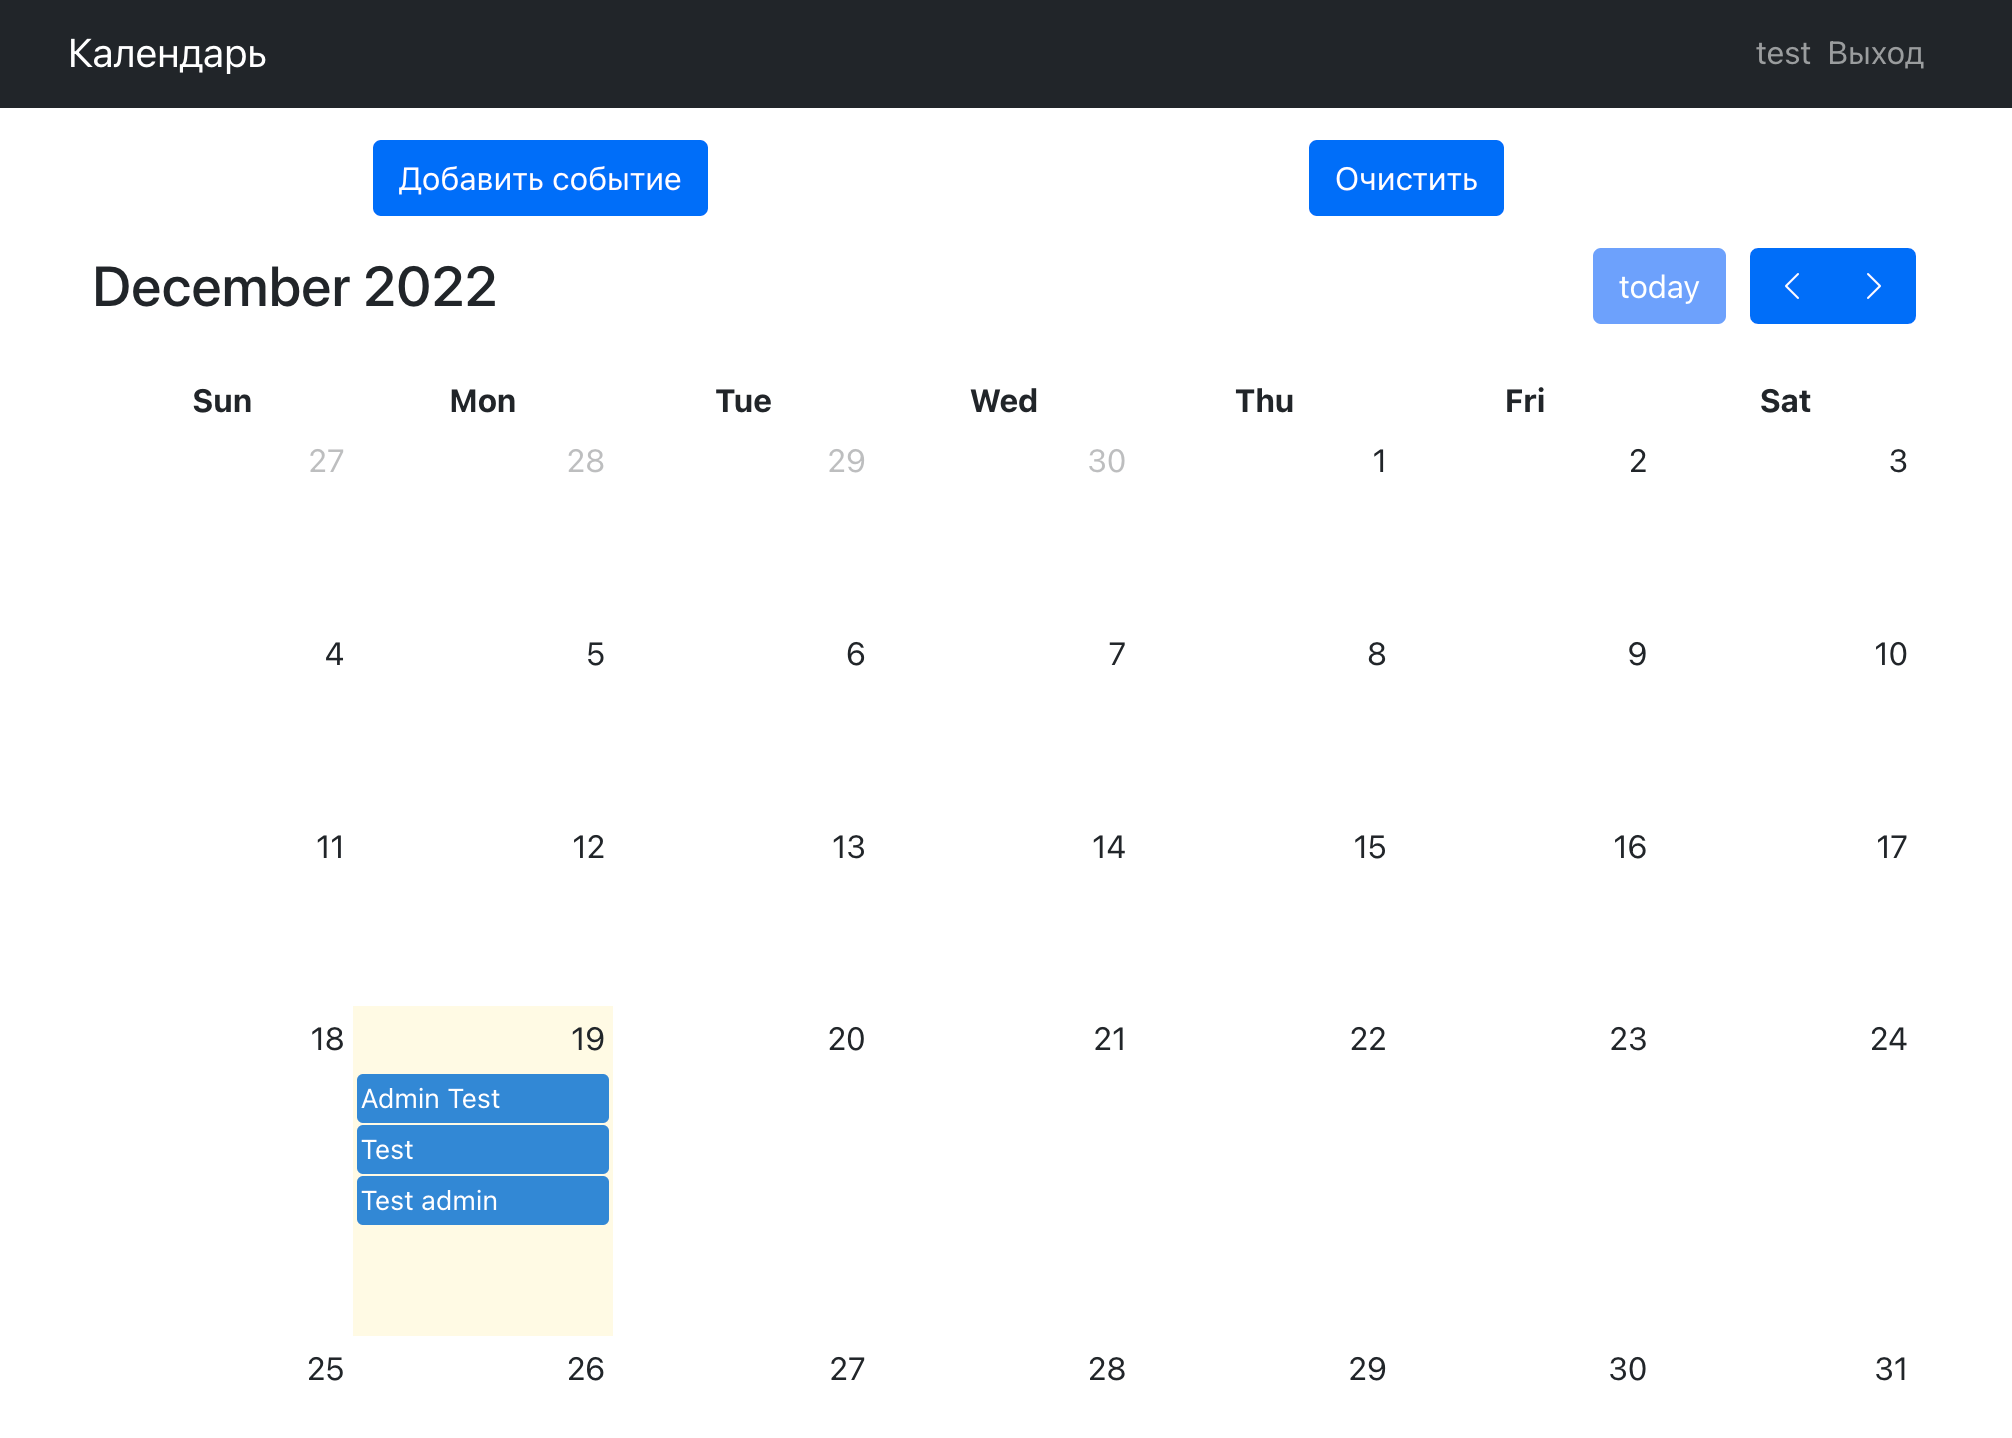 Календарь test Выход
Добавить событие Очистить
December 2022 today
Sun Mon Tue Wed Thu Fri Sat
27 28 29 30 1 2 3
4 5 6 7 8 9 10
11 12 13 14 15 16 17
18 19 20 21 22 23 24
Admin Test
Test
Test admin
25 26 27 28 29 30 31